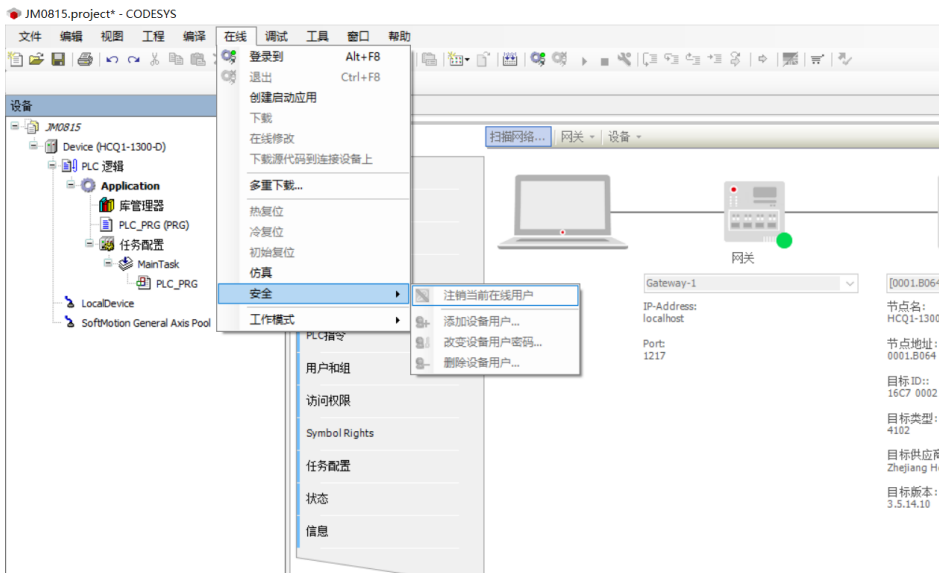 JM0815.project* - CODESYS
文件 编辑 视图 工程 编译 在线 调试 工具 窗口 帮助
登录到 Alt+F8
退出 Ctrl+F8
创建启动应用
下载
在线修改
下载源代码到连接设备上
多重下载...
热复位
冷复位
初始复位
仿真
安全
工作模式
注销当前在线用户
添加设备用户...
改变设备用户密码...
删除设备用户...
设备
JM0815
Device (HCQ1-1300-D)
PLC 逻辑
Application
库管理器
PLC_PRG (PRG)
任务配置
MainTask
PLC_PRG
LocalDevice
SoftMotion General Axis Pool
PLC指令
用户和组
访问权限
Symbol Rights
任务配置
状态
信息
扫描网络... 网关 设备
网关
Gateway-1
IP-Address:
localhost
Port:
1217
[0001.B064
节点名:
HCQ1-1300
节点地址:
0001.B064
目标ID::
16C7 0002
目标类型:
4102
目标供应商
Zhejiang
目标版本:
3.5.14.10